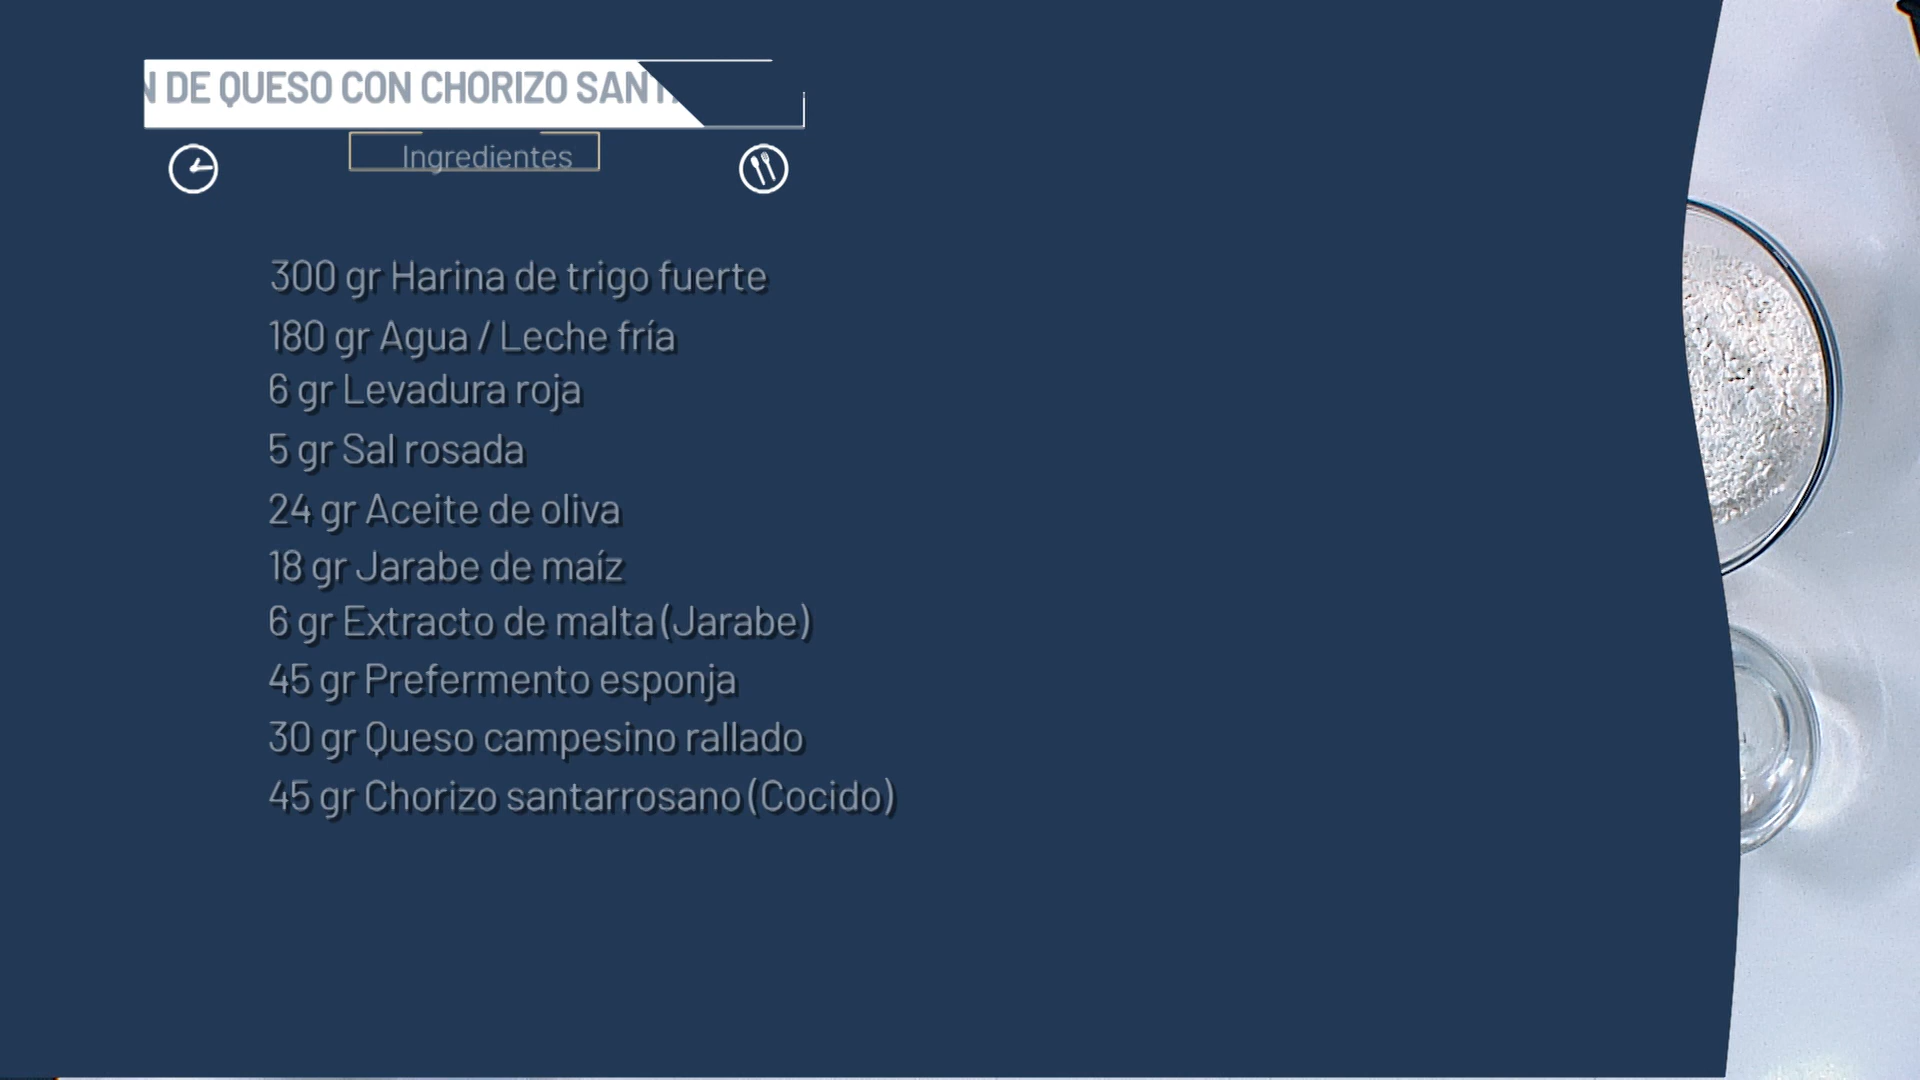 DE QUESO CON CHORIZO
Ingredientes
300 gr Harina de trigo fuerte
180 gr Agua / Leche fría
6 gr Levadura roja
5 gr Sal rosada
24 gr Aceite de oliva
18 gr Jarabe de maíz
6 gr Extracto de malta (Jarabe)
45 gr Prefermento esponja
30 gr Queso campesino rallado
45 gr Chorizo santarrosano (Cocido)